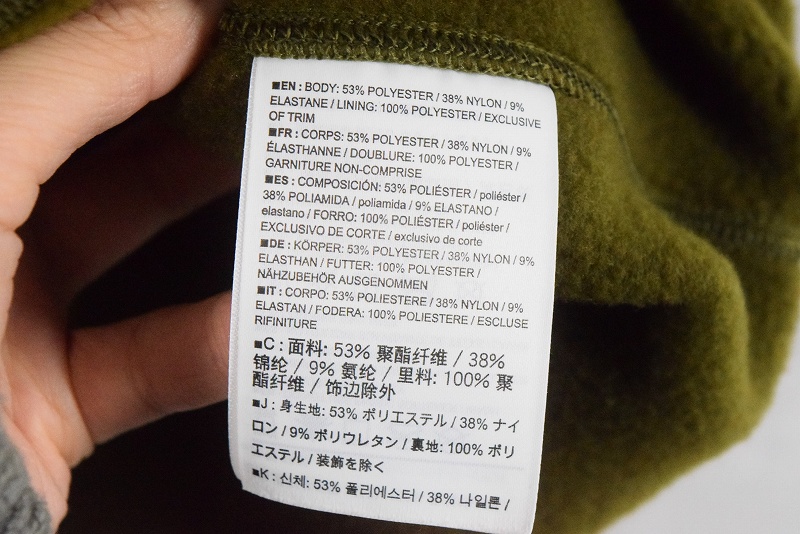 ■EN : BODY: 53% POLYESTER / 38% NYLON / 9%
ELASTANE / LINING: 100% POLYESTER / EXCLUSIVE
OF TRIM
■FR : CORPS: 53% POLYESTER / 38% NYLON / 9%
ÉLASTHANNE / DOUBLURE: 100% POLYESTER /
GARNITURE NON-COMPRISE
■ES : COMPOSICIÓN: 53% POLIÉSTER / poliéster /
38% POLIAMIDA / poliamida / 9% ELASTANO /
elastano / FORRO: 100% POLIÉSTER / poliéster /
EXCLUSIVO DE CORTE / exclusivo de corte
■DE : KÖRPER: 53% POLYESTER / 38% NYLON / 9%
ELASTHAN / FUTTER: 100% POLYESTER /
NÄHZUBEHÖR AUSGENOMMEN
■IT : CORPO: 53% POLIESTERE / 38% NYLON / 9%
ELASTAN / FODERA: 100% POLIESTERE / ESCLUSE
RIFINITURE
■C : 面料: 53% 聚酯纤维 / 38%
锦纶 / 9% 氨纶 / 里料: 100% 聚
酯纤维 / 饰边除外
■J : 身生地: 53% ポリエステル / 38% ナイ
ロン / 9% ポリウレタン / 裏地: 100% ポリ
エステル / 装飾を除く
■K : 신체: 53% 폴리에스터 / 38% 나일론 /